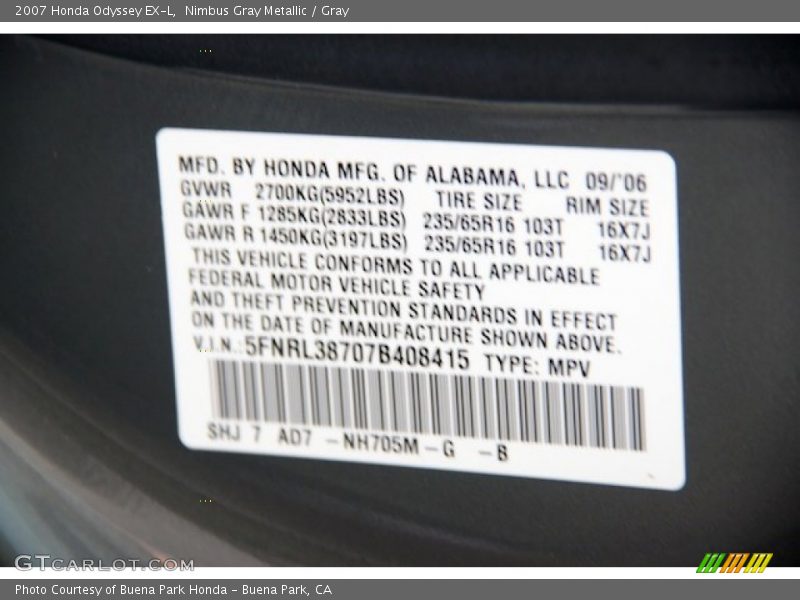 2007 Honda Odyssey EX-L,  Nimbus Gray Metallic / Gray
MFD. BY HONDA MFG. OF ALABAMA, LLC 09/'06
GVWR 2700KG(5952LBS) TIRE SIZE RIM SIZE
GAWR F 1285KG(2833LBS) 235/65R16 103T 16X7J
GAWR R 1450KG(3197LBS) 235/65R16 103T 16X7J
THIS VEHICLE CONFORMS TO ALL APPLICABLE
FEDERAL MOTOR VEHICLE SAFETY
AND THEFT PREVENTION STANDARDS IN EFFECT
ON THE DATE OF MANUFACTURE SHOWN ABOVE.
V.I.N.:5FNRL38707B408415 TYPE: MPV
SHJ 7 AD7 -NH705M-G -B
GTCARLOT.COM
Photo Courtesy of Buena Park Honda - Buena Park, CA